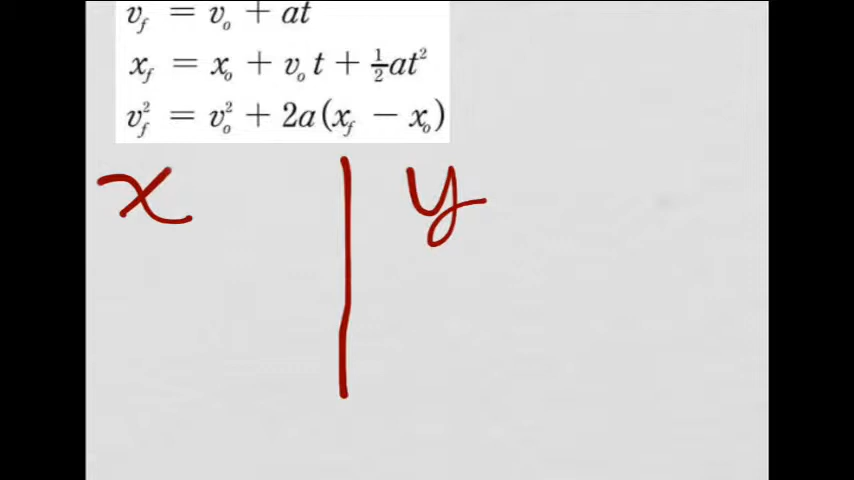 v_f = v_o + at
x_f = x_o + v_o t + ½at²
v_f² = v_o² + 2a(x_f − x_o)
x | y